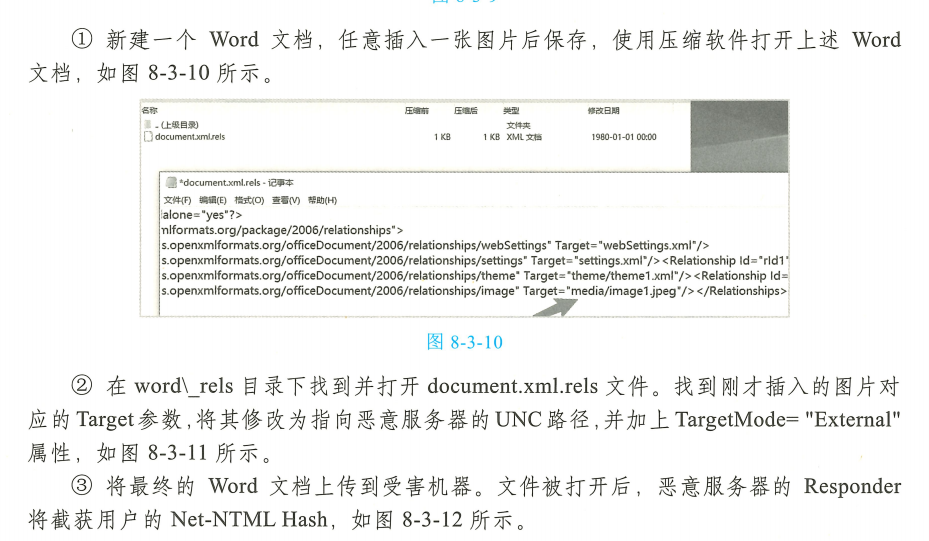 ① 新建一个 Word 文档，任意插入一张图片后保存，使用压缩软件打开上述 Word
文档，如图 8-3-10 所示。
名称 压缩前 压缩后 类型 修改日期
.. (上级目录) 文件夹
document.xml.rels 1 KB 1 KB XML 文档 1980-01-01 00:00
*document.xml.rels - 记事本
文件(F) 编辑(E) 格式(O) 查看(V) 帮助(H)
alone="yes"?>
nlformats.org/package/2006/relationships">
s.openxmlformats.org/officeDocument/2006/relationships/webSettings" Target="webSettings.xml"/>
s.openxmlformats.org/officeDocument/2006/relationships/settings" Target="settings.xml"/><Relationship Id="rId1"
s.openxmlformats.org/officeDocument/2006/relationships/theme" Target="theme/theme1.xml"/><Relationship Id=
s.openxmlformats.org/officeDocument/2006/relationships/image" Target="media/image1.jpeg"/></Relationships>
图 8-3-10
② 在 word\_rels 目录下找到并打开 document.xml.rels 文件。找到刚才插入的图片对
应的 Target 参数，将其修改为指向恶意服务器的 UNC 路径，并加上 TargetMode= "External"
属性，如图 8-3-11 所示。
③ 将最终的 Word 文档上传到受害机器。文件被打开后，恶意服务器的 Responder
将截获用户的 Net-NTML Hash，如图 8-3-12 所示。